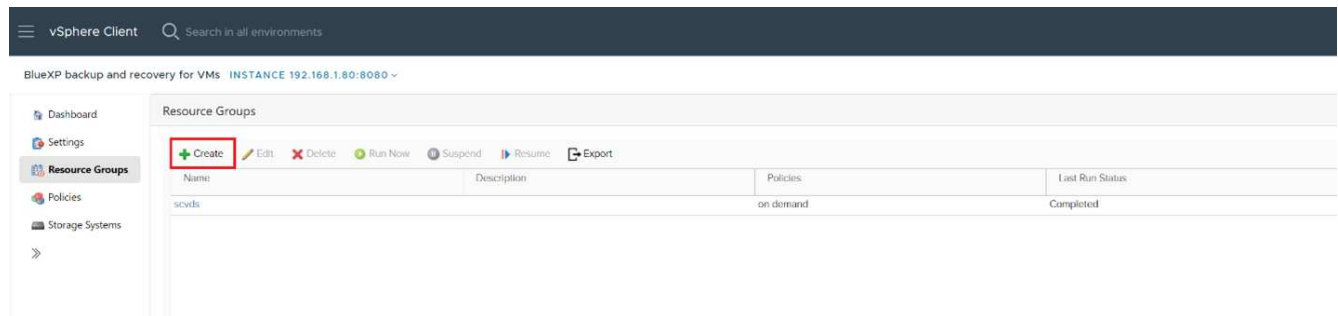 vSphere Client Search in all environments
BlueXP backup and recovery for VMs INSTANCE 192.168.1.80:8080
Dashboard
Settings
Resource Groups
Policies
Storage Systems
Resource Groups
Create Edit Delete Run Now Suspend Resume Export
Name Description Policies Last Run Status
scvds on demand Completed